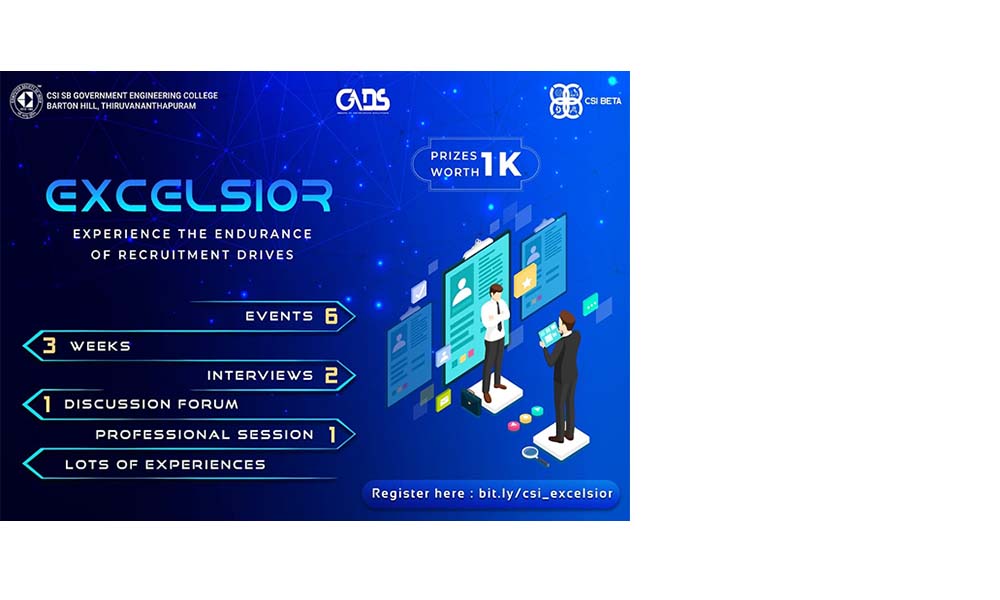 CSI SB GOVERNMENT ENGINEERING COLLEGE
BARTON HILL, THIRUVANANTHAPURAM
CADS
CSI BETA
PRIZES WORTH 1K
EXCELSIOR
EXPERIENCE THE ENDURANCE
OF RECRUITMENT DRIVES
EVENTS 6
3 WEEKS
INTERVIEWS 2
1 DISCUSSION FORUM
PROFESSIONAL SESSION 1
LOTS OF EXPERIENCES
Register here : bit.ly/csi_excelsior